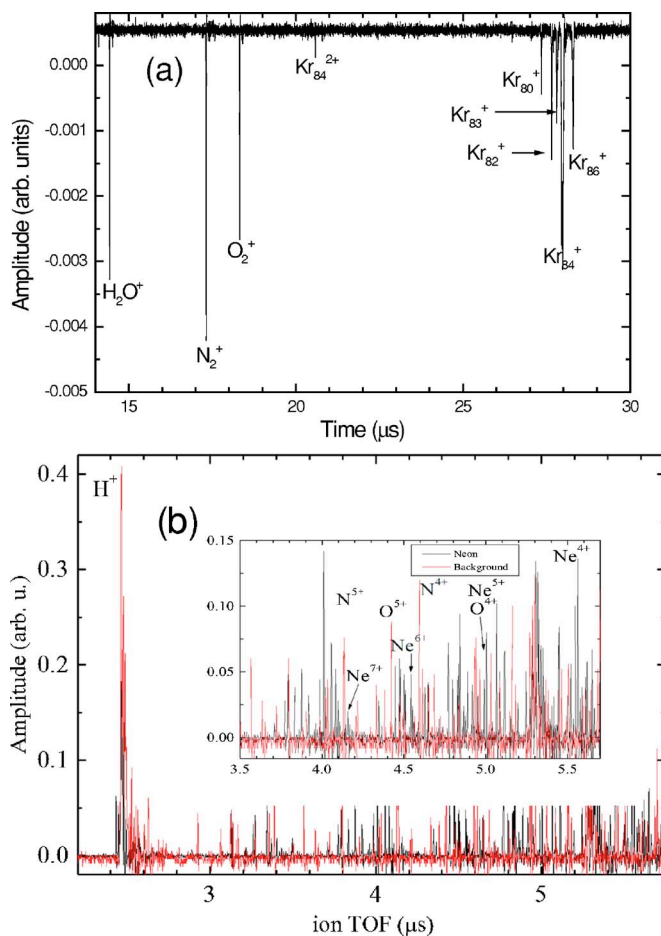 (a)
0.000
-0.001
-0.002
-0.003
-0.004
-0.005
Amplitude (arb. units)
H₂O⁺
N₂⁺
O₂⁺
Kr₈₄²⁺
Kr₈₀⁺
Kr₈₃⁺
Kr₈₂⁺
Kr₈₆⁺
Kr₈₄⁺
15 20 25 30
Time (μs)
(b)
H⁺
0.4
0.3
0.2
0.1
0.0
Amplitude (arb. u.)
0.15
0.10
0.05
0.00
Neon
Background
N⁵⁺
O⁵⁺
N⁴⁺
Ne⁵⁺
O⁴⁺
Ne⁴⁺
Ne⁶⁺
Ne⁷⁺
3.5 4.0 4.5 5.0 5.5
3 4 5
ion TOF (μs)